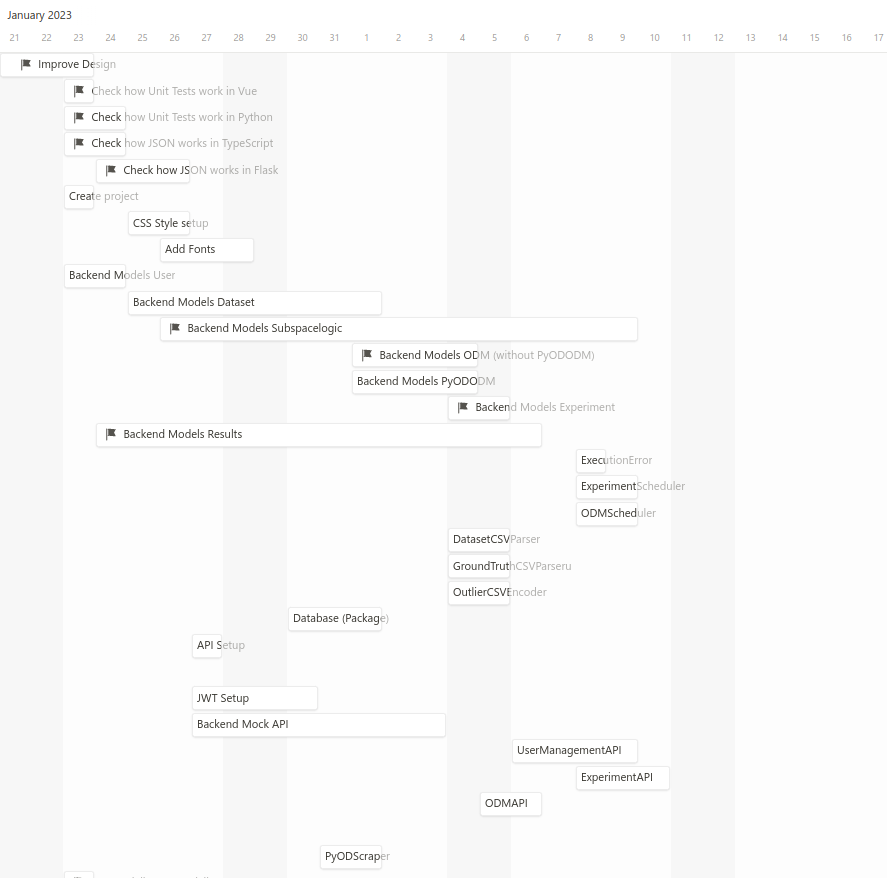 January 2023
21 22 23 24 25 26 27 28 29 30 31 1 2 3 4 5 6 7 8 9 10 11 12 13 14 15 16 17
Improve Design
Check how Unit Tests work in Vue
Check how Unit Tests work in Python
Check how JSON works in TypeScript
Check how JSON works in Flask
Create project
CSS Style setup
Add Fonts
Backend Models User
Backend Models Dataset
Backend Models Subspacelogic
Backend Models ODM (without PyODODM)
Backend Models PyODODM
Backend Models Experiment
Backend Models Results
ExecutionError
ExperimentScheduler
ODMScheduler
DatasetCSVParser
GroundTruthCSVParseru
OutlierCSVEncoder
Database (Package)
API Setup
JWT Setup
Backend Mock API
UserManagementAPI
ExperimentAPI
ODMAPI
PyODScraper